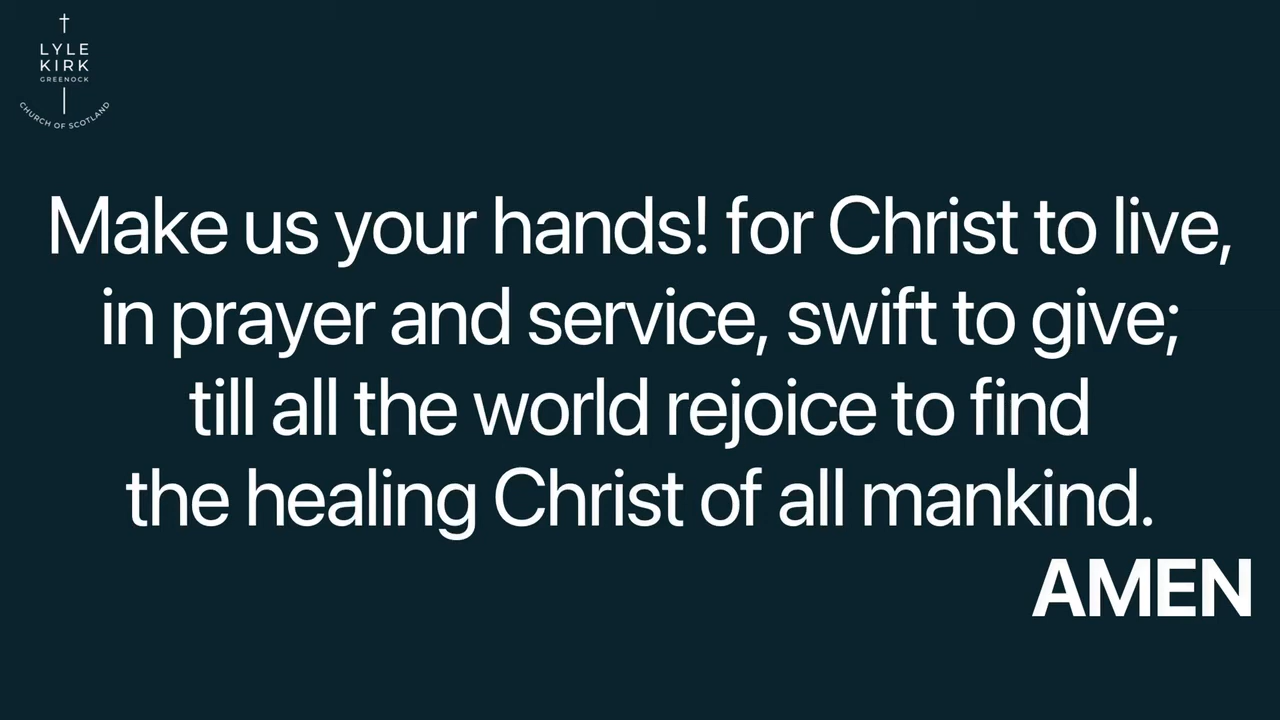 LYLE
KIRK
GREENOCK
CHURCH OF SCOTLAND
Make us your hands! for Christ to live,
in prayer and service, swift to give;
till all the world rejoice to find
the healing Christ of all mankind.
AMEN